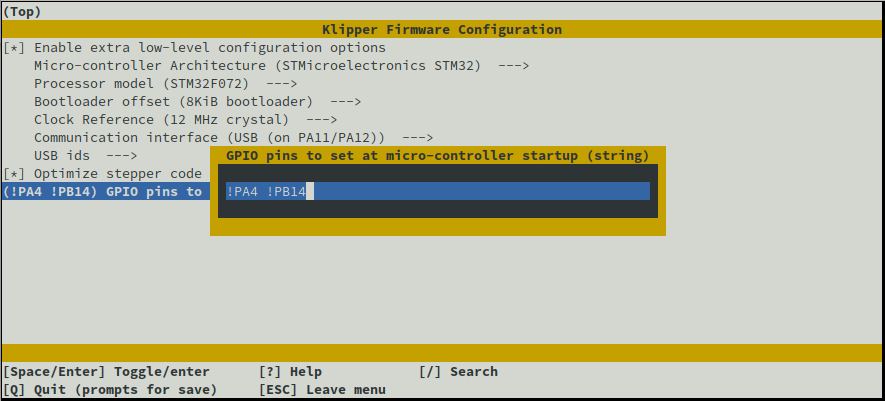 (Top)
Klipper Firmware Configuration
[*] Enable extra low-level configuration options
Micro-controller Architecture (STMicroelectronics STM32) --->
Processor model (STM32F072) --->
Bootloader offset (8KiB bootloader) --->
Clock Reference (12 MHz crystal) --->
Communication interface (USB (on PA11/PA12)) --->
USB ids --->
GPIO pins to set at micro-controller startup (string)
[*] Optimize stepper code
(!PA4 !PB14) GPIO pins to
!PA4 !PB14
[Space/Enter] Toggle/enter [?] Help [/] Search
[Q] Quit (prompts for save) [ESC] Leave menu